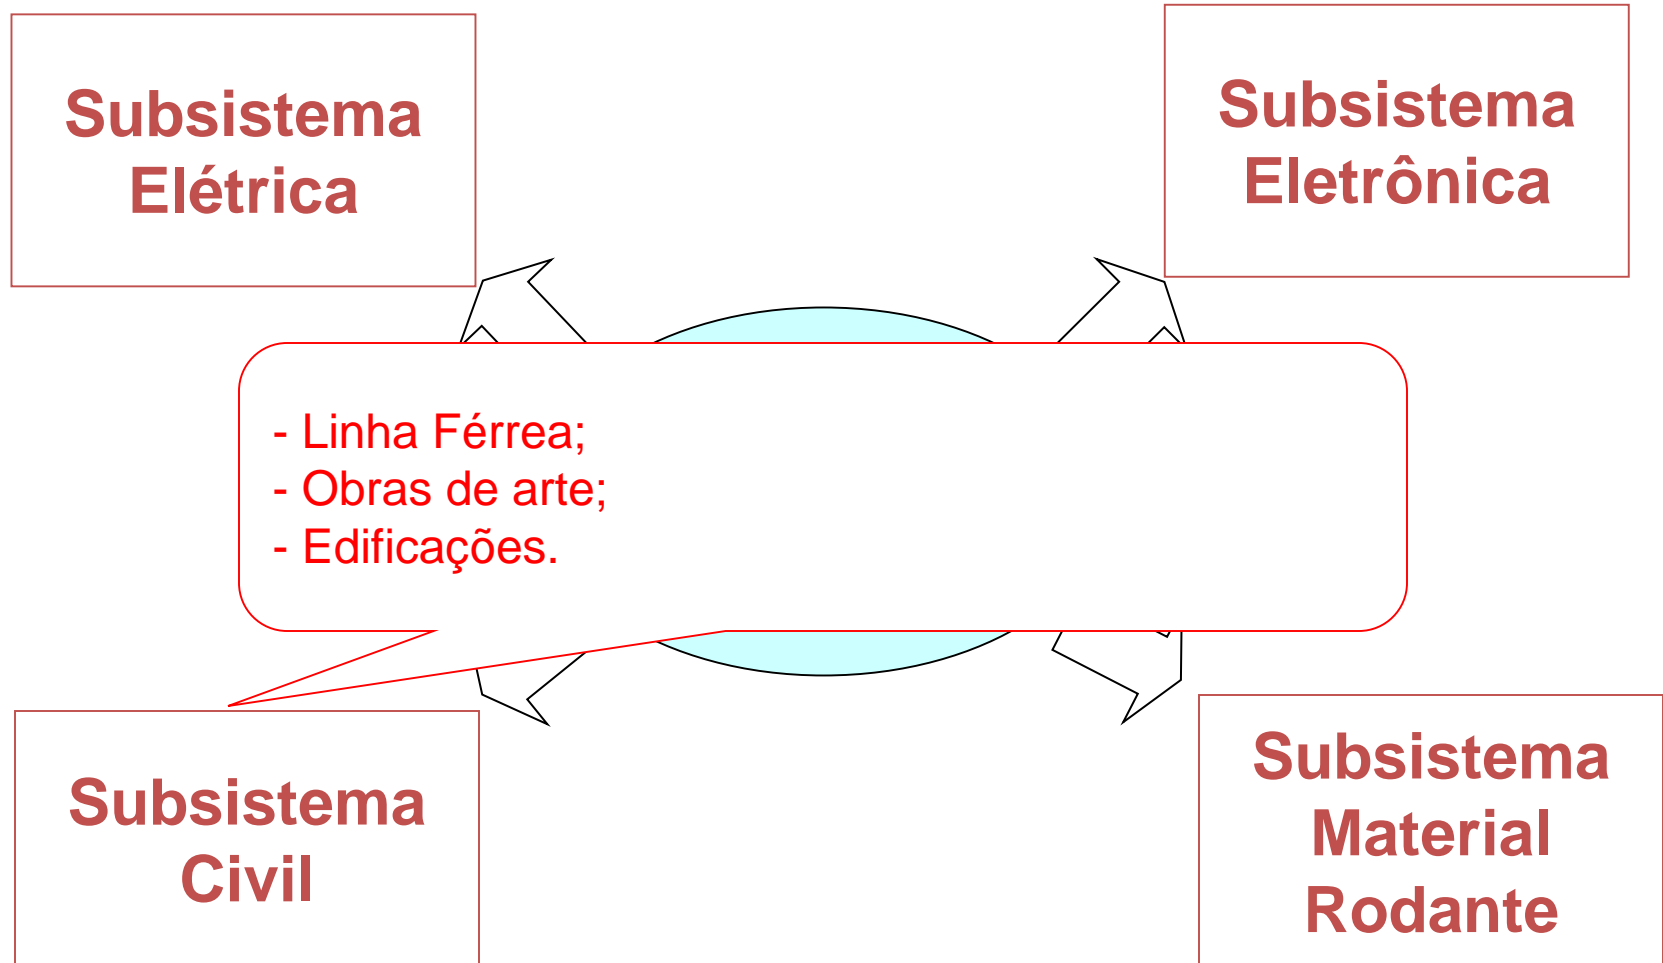 Subsistema
Elétrica
Subsistema
Eletrônica
- Linha Férrea;
- Obras de arte;
- Edificações.
Subsistema
Civil
Subsistema
Material
Rodante